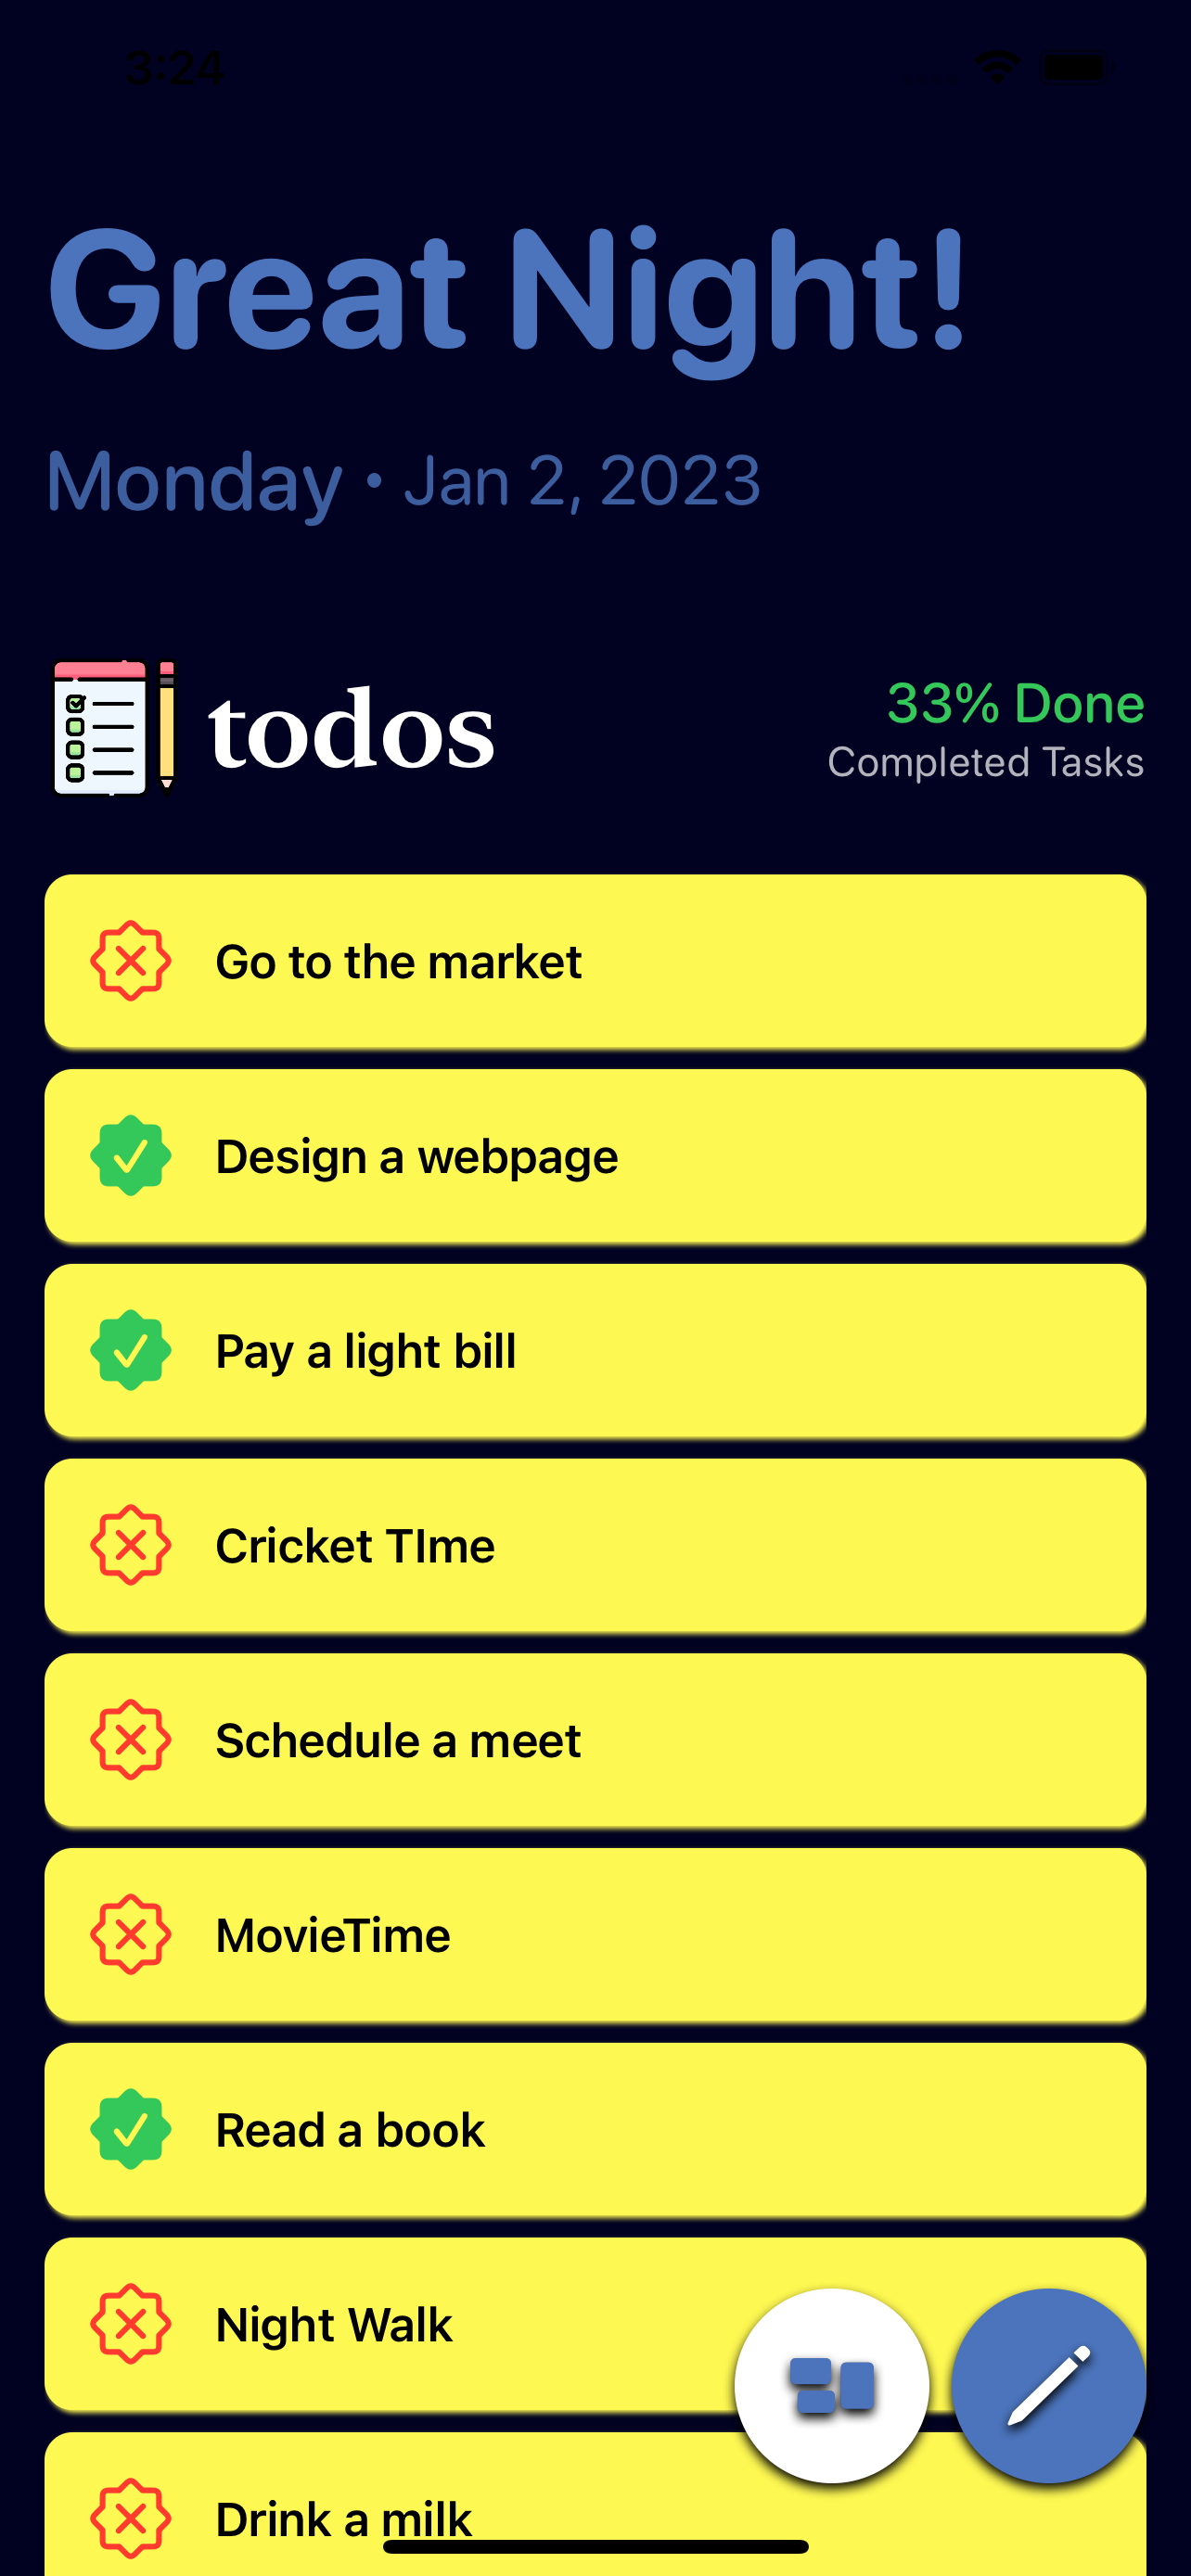 3:24
Great Night!
Monday • Jan 2, 2023
todos
33% Done
Completed Tasks
Go to the market
Design a webpage
Pay a light bill
Cricket TIme
Schedule a meet
MovieTime
Read a book
Night Walk
Drink a milk